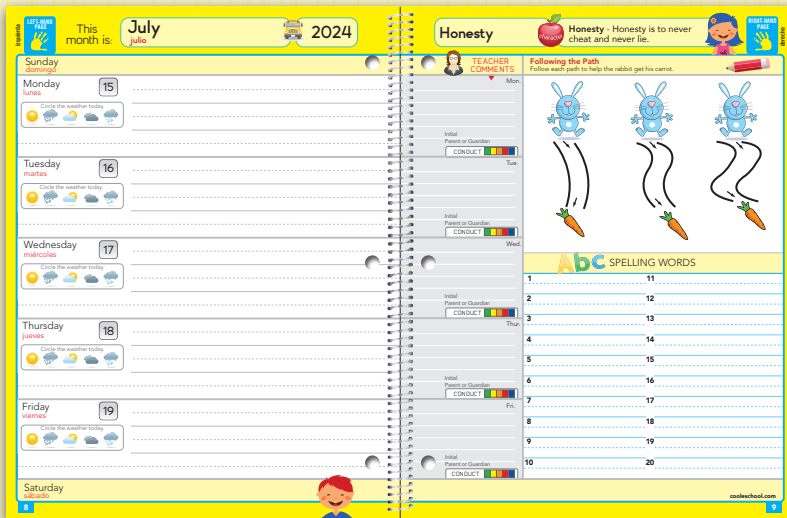 LEFT-HAND
PAGE
izquierda
This
month is:
July
julio
2024
Sunday
domingo
Monday
lunes
15
Circle the weather today.
Tuesday
martes
16
Circle the weather today.
Wednesday
miércoles
17
Circle the weather today.
Thursday
jueves
18
Circle the weather today.
Friday
viernes
19
Circle the weather today.
Saturday
sábado
8
Honesty
character
Honesty - Honesty is to never
cheat and never lie.
RIGHT-HAND
PAGE
derecha
TEACHER
COMMENTS
Mon.
Initial
Parent or Guardian
CONDUCT
Tue.
Initial
Parent or Guardian
CONDUCT
Wed.
Initial
Parent or Guardian
CONDUCT
Thur.
Initial
Parent or Guardian
CONDUCT
Fri.
Initial
Parent or Guardian
CONDUCT
Following the Path
Follow each path to help the rabbit get his carrot.
Abc SPELLING WORDS
1 11
2 12
3 13
4 14
5 15
6 16
7 17
8 18
9 19
10 20
cooleschool.com
9